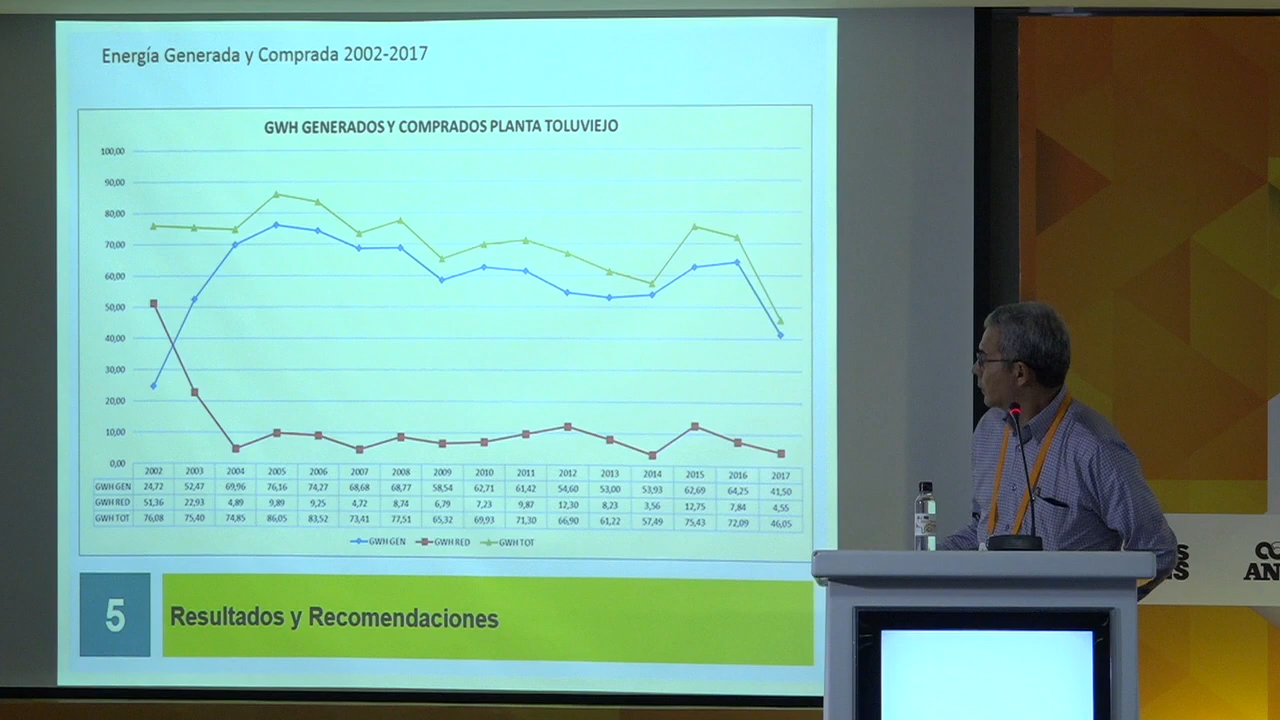 Energía Generada y Comprada 2002-2017
GWH GENERADOS Y COMPRADOS PLANTA TOLUVIEJO
100,00
90,00
80,00
70,00
60,00
50,00
40,00
30,00
20,00
10,00
0,00
2002 2003 2004 2005 2006 2007 2008 2009 2010 2011 2012 2013 2014 2015 2016 2017
GWH GEN 24,72 52,47 69,96 76,16 74,27 68,68 68,77 58,54 62,71 61,42 54,60 53,00 53,93 62,69 64,25 41,50
GWH RED 51,36 22,93 4,89 9,89 9,25 4,72 8,74 6,79 7,23 9,87 12,30 8,23 3,56 12,75 7,84 4,55
GWH TOT 76,08 75,40 74,85 86,05 83,52 73,41 77,51 65,32 69,93 71,30 66,90 61,22 57,49 75,43 72,09 46,05
GWH GEN GWH RED GWH TOT
5 Resultados y Recomendaciones